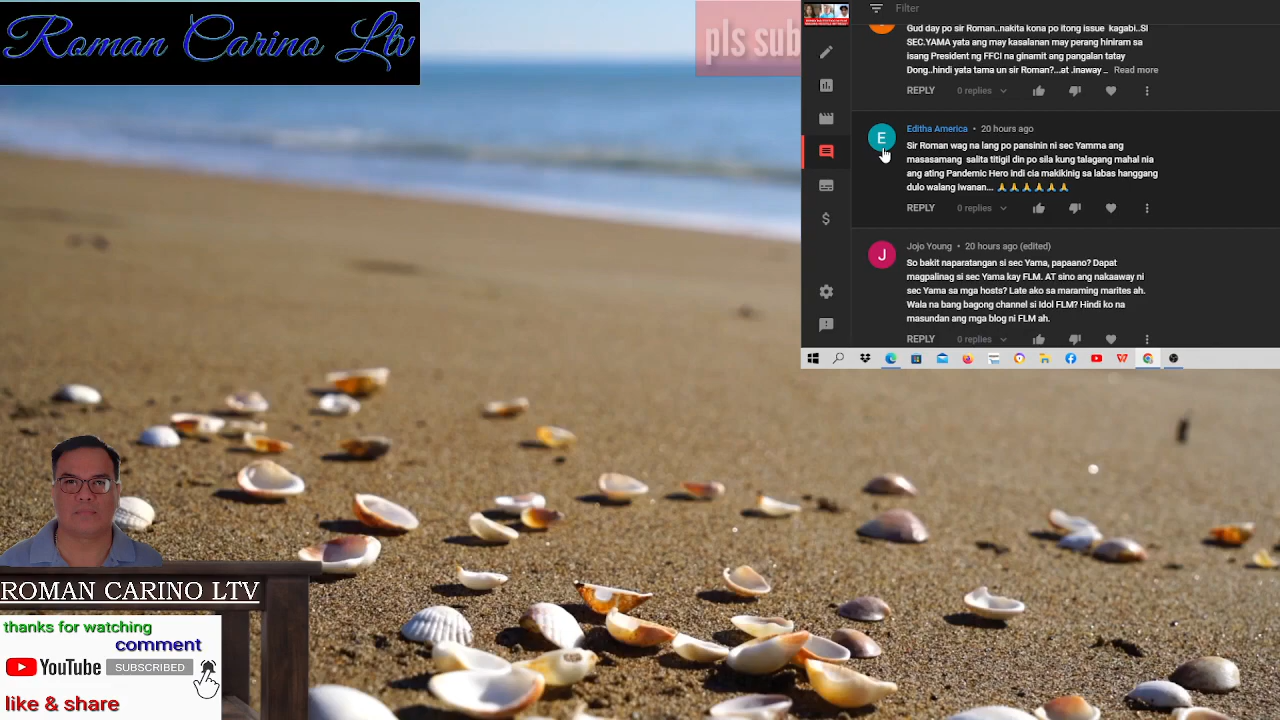 Roman Carino Ltv
pls sub
Filter
Gud day po sir Roman..nakita kona po itong issue kagabi..SI
SEC.YAMA yata ang may kasalanan may perang hiniram sa
isang President ng FFCI na ginamit ang pangalan tatay
Dong..hindi yata tama un sir Roman?...at .inaway .. Read more
REPLY 0 replies
E
Editha America • 20 hours ago
Sir Roman wag na lang po pansinin ni sec Yamma ang
masasamang salita titigil din po sila kung talagang mahal nia
ang ating Pandemic Hero indi cia makikinig sa labas hanggang
dulo walang Iwanan... 🙏🙏🙏🙏🙏🙏
REPLY 0 replies
J
Jojo Young • 20 hours ago (edited)
So bakit naparatangan si sec Yama, papaano? Dapat
magpalinag si sec Yama kay FLM. AT sino ang nakaaway ni
sec Yama sa mga hosts? Late ako sa maraming marites ah.
Wala na bang bagong channel si Idol FLM? Hindi ko na
masundan ang mga blog ni FLM ah.
REPLY 0 replies
ROMAN CARINO LTV
thanks for watching
comment
YouTube SUBSCRIBED
like & share